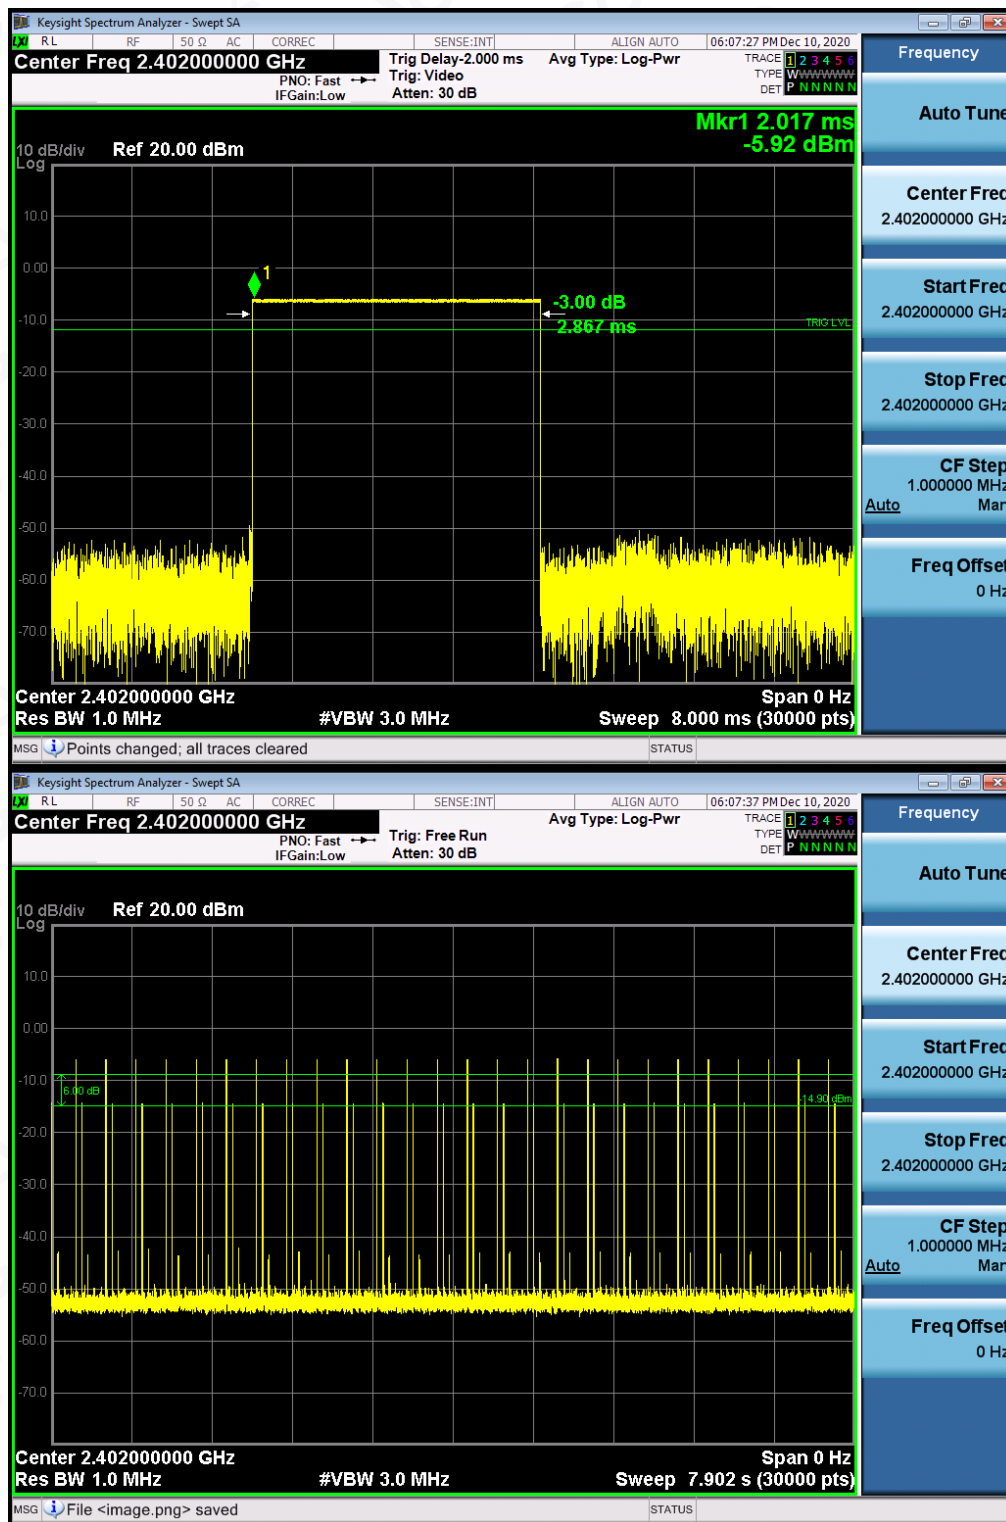 Keysight Spectrum Analyzer - Swept SA
LXI RL RF 50 Ω AC CORREC SENSE:INT ALIGN AUTO 06:07:27 PM Dec 10, 2020
Center Freq 2.402000000 GHz Trig Delay-2.000 ms Avg Type: Log-Pwr TRACE 1 2 3 4 5 6
PNO: Fast Trig: Video TYPE WWWWWWW
IFGain:Low Atten: 30 dB DET P N N N N N
Mkr1 2.017 ms
-5.92 dBm
10 dB/div Ref 20.00 dBm
Log
10.0
0.00
1
-3.00 dB
2.867 ms
TRIG LVL
-10.0
-20.0
-30.0
-40.0
-50.0
-60.0
-70.0
Center 2.402000000 GHz Span 0 Hz
Res BW 1.0 MHz #VBW 3.0 MHz Sweep 8.000 ms (30000 pts)
MSG Points changed; all traces cleared STATUS
Frequency
Auto Tune
Center Freq
2.402000000 GHz
Start Freq
2.402000000 GHz
Stop Freq
2.402000000 GHz
CF Step
1.000000 MHz
Auto Man
Freq Offset
0 Hz
Keysight Spectrum Analyzer - Swept SA
LXI RL RF 50 Ω AC CORREC SENSE:INT ALIGN AUTO 06:07:37 PM Dec 10, 2020
Center Freq 2.402000000 GHz Avg Type: Log-Pwr TRACE 1 2 3 4 5 6
PNO: Fast Trig: Free Run TYPE WWWWWWW
IFGain:Low Atten: 30 dB DET P N N N N N
10 dB/div Ref 20.00 dBm
Log
10.0
0.00
-10.0
6.00 dB
-14.90 dBm
-20.0
-30.0
-40.0
-50.0
-60.0
-70.0
Center 2.402000000 GHz Span 0 Hz
Res BW 1.0 MHz #VBW 3.0 MHz Sweep 7.902 s (30000 pts)
MSG File <image.png> saved STATUS
Frequency
Auto Tune
Center Freq
2.402000000 GHz
Start Freq
2.402000000 GHz
Stop Freq
2.402000000 GHz
CF Step
1.000000 MHz
Auto Man
Freq Offset
0 Hz